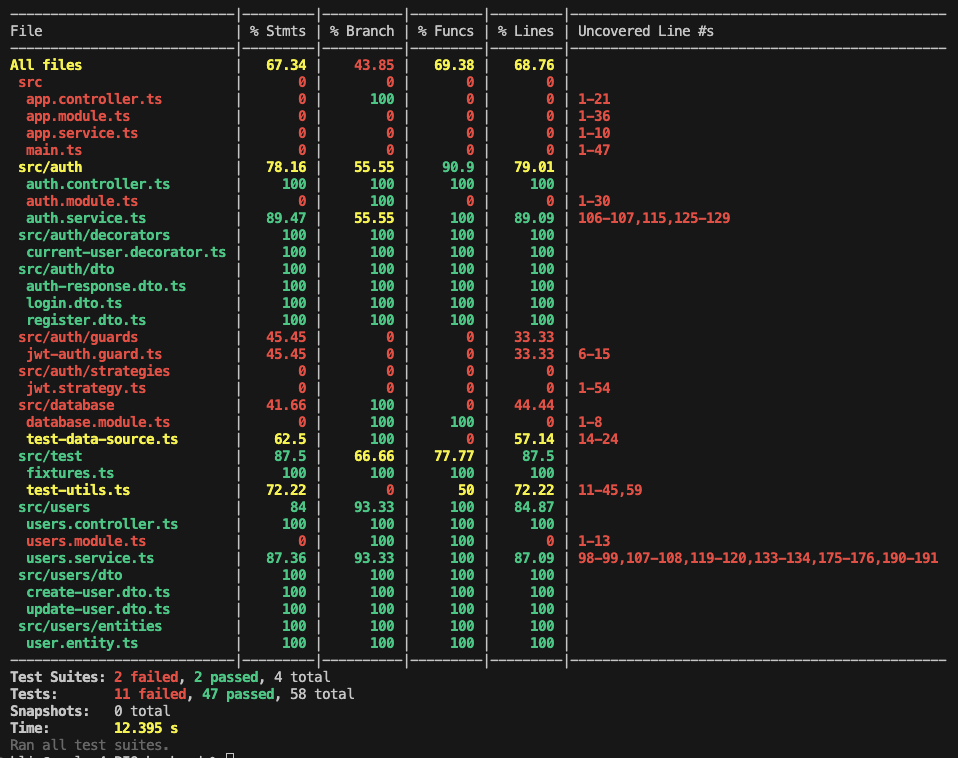 File | % Stmts | % Branch | % Funcs | % Lines | Uncovered Line #s
All files | 67.34 | 43.85 | 69.38 | 68.76 |
src | 0 | 0 | 0 | 0 |
app.controller.ts | 0 | 100 | 0 | 0 | 1-21
app.module.ts | 0 | 0 | 0 | 0 | 1-36
app.service.ts | 0 | 0 | 0 | 0 | 1-10
main.ts | 0 | 0 | 0 | 0 | 1-47
src/auth | 78.16 | 55.55 | 90.9 | 79.01 |
auth.controller.ts | 100 | 100 | 100 | 100 |
auth.module.ts | 0 | 100 | 0 | 0 | 1-30
auth.service.ts | 89.47 | 55.55 | 100 | 89.09 | 106-107,115,125-129
src/auth/decorators | 100 | 100 | 100 | 100 |
current-user.decorator.ts | 100 | 100 | 100 | 100 |
src/auth/dto | 100 | 100 | 100 | 100 |
auth-response.dto.ts | 100 | 100 | 100 | 100 |
login.dto.ts | 100 | 100 | 100 | 100 |
register.dto.ts | 100 | 100 | 100 | 100 |
src/auth/guards | 45.45 | 0 | 0 | 33.33 |
jwt-auth.guard.ts | 45.45 | 0 | 0 | 33.33 | 6-15
src/auth/strategies | 0 | 0 | 0 | 0 |
jwt.strategy.ts | 0 | 0 | 0 | 0 | 1-54
src/database | 41.66 | 100 | 0 | 44.44 |
database.module.ts | 0 | 100 | 100 | 0 | 1-8
test-data-source.ts | 62.5 | 100 | 0 | 57.14 | 14-24
src/test | 87.5 | 66.66 | 77.77 | 87.5 |
fixtures.ts | 100 | 100 | 100 | 100 |
test-utils.ts | 72.22 | 0 | 50 | 72.22 | 11-45,59
src/users | 84 | 93.33 | 100 | 84.87 |
users.controller.ts | 100 | 100 | 100 | 100 |
users.module.ts | 0 | 100 | 100 | 0 | 1-13
users.service.ts | 87.36 | 93.33 | 100 | 87.09 | 98-99,107-108,119-120,133-134,175-176,190-191
src/users/dto | 100 | 100 | 100 | 100 |
create-user.dto.ts | 100 | 100 | 100 | 100 |
update-user.dto.ts | 100 | 100 | 100 | 100 |
src/users/entities | 100 | 100 | 100 | 100 |
user.entity.ts | 100 | 100 | 100 | 100 |
Test Suites: 2 failed, 2 passed, 4 total
Tests: 11 failed, 47 passed, 58 total
Snapshots: 0 total
Time: 12.395 s
Ran all test suites.